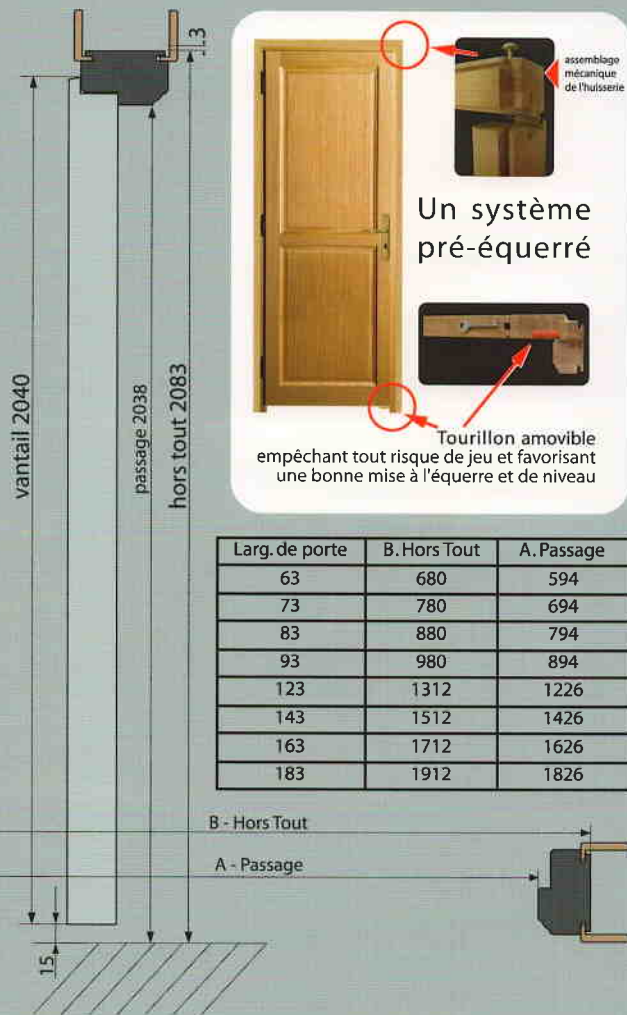 3
assemblage
mécanique
de l'huisserie
Un système
pré-équerré
vantail 2040
passage 2038
hors tout 2083
Tourillon amovible
empêchant tout risque de jeu et favorisant
une bonne mise à l'équerre et de niveau
Larg. de porte B. Hors Tout A. Passage
63 680 594
73 780 694
83 880 794
93 980 894
123 1312 1226
143 1512 1426
163 1712 1626
183 1912 1826
B - Hors Tout
A - Passage
15